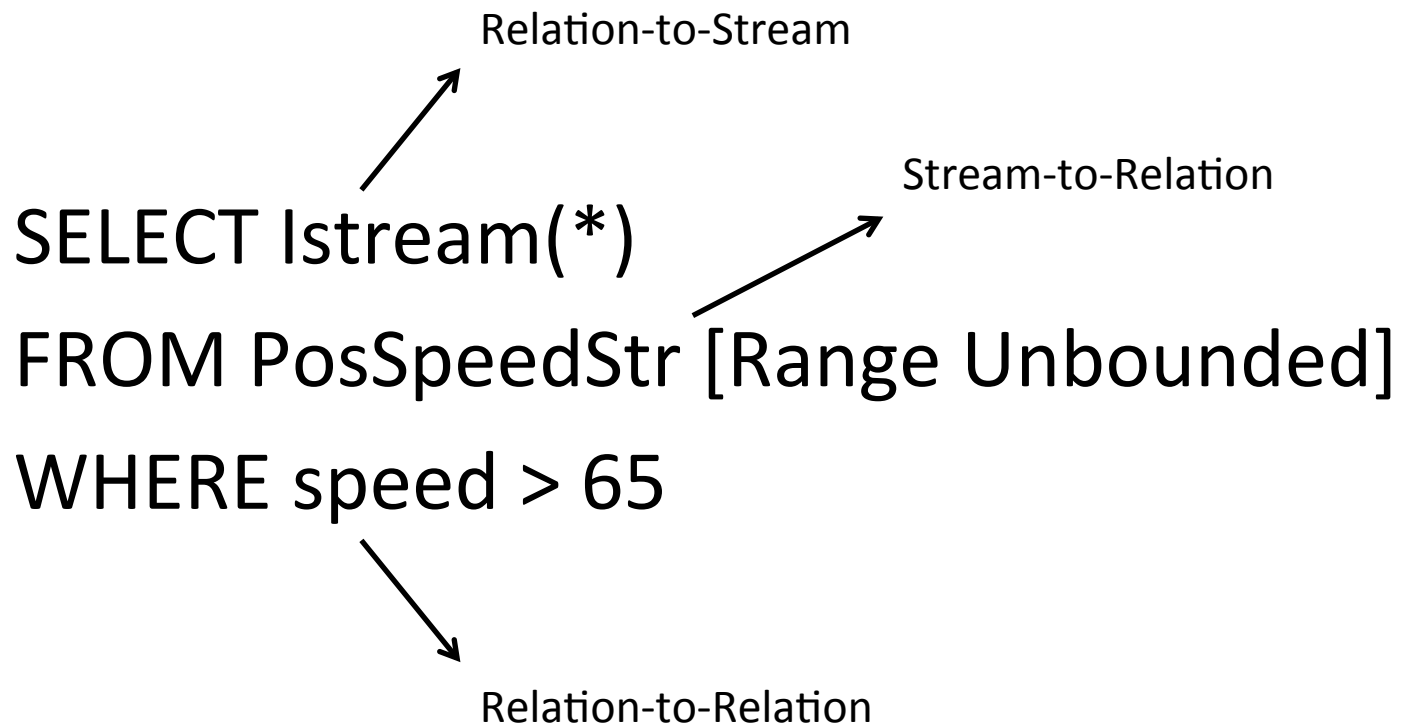 Relation-to-Stream
Stream-to-Relation
SELECT Istream(*)
FROM PosSpeedStr [Range Unbounded]
WHERE speed > 65
Relation-to-Relation